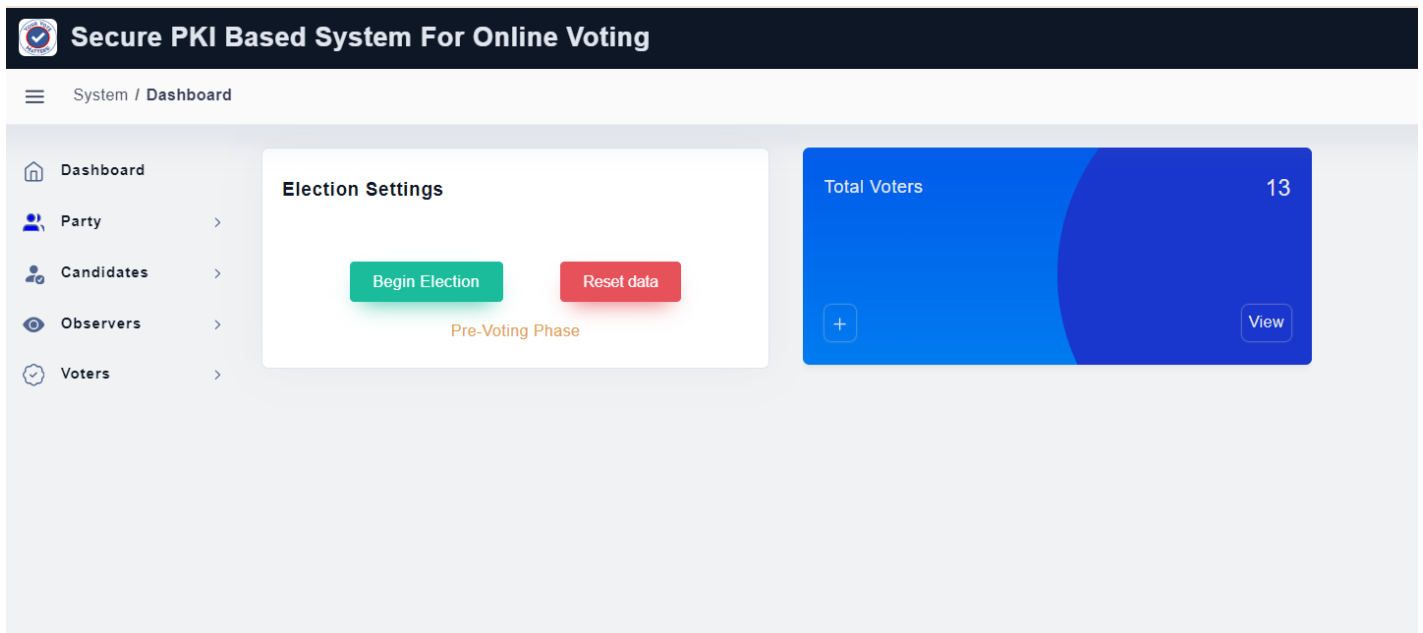 Secure PKI Based System For Online Voting
System / Dashboard
Dashboard
Party
Candidates
Observers
Voters
Election Settings
Begin Election
Reset data
Pre-Voting Phase
Total Voters
13
+
View